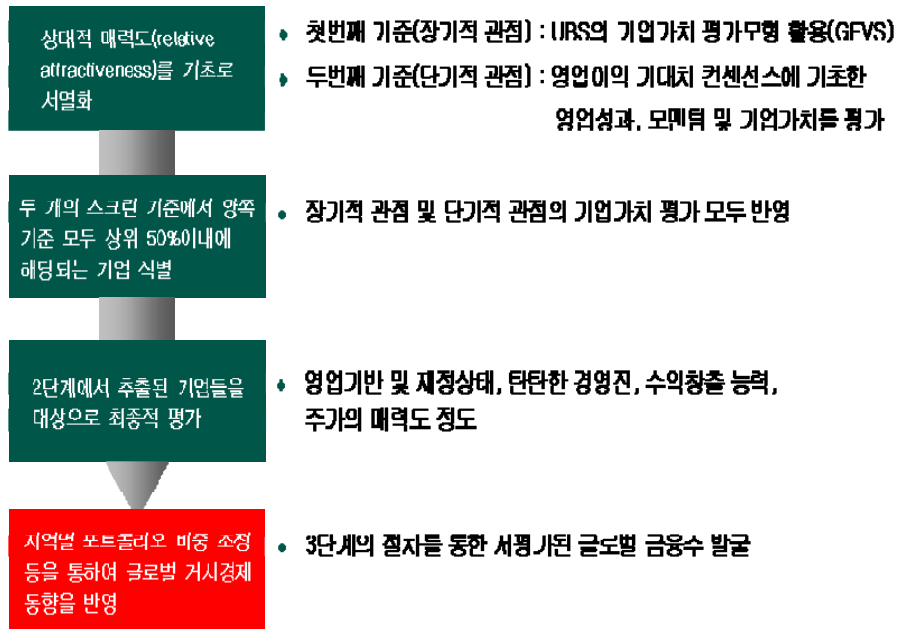 상대적 매력도(relative
attractiveness)를 기초로
서열화
• 첫번째 기준(장기적 관점) : UBS의 기업가치 평가모형 활용(GEVS)
• 두번째 기준(단기적 관점) : 영업이익 기대치 컨센선스에 기초한
영업성과, 모멘텀 및 기업가치를 평가
두 개의 스크린 기준에서 양쪽
기준 모두 상위 50%이내에
해당되는 기업 식별
• 장기적 관점 및 단기적 관점의 기업가치 평가 모두 반영
2단계에서 추출된 기업들을
대상으로 최종적 평가
• 영업기반 및 재정상태, 탄탄한 경영진, 수익창출 능력,
주가의 매력도 정도
지역별 포트폴리오 비중 조정
등을 통하여 글로벌 거시경제
동향을 반영
• 3단계의 절차를 통한 저평가된 글로벌 금융주 발굴